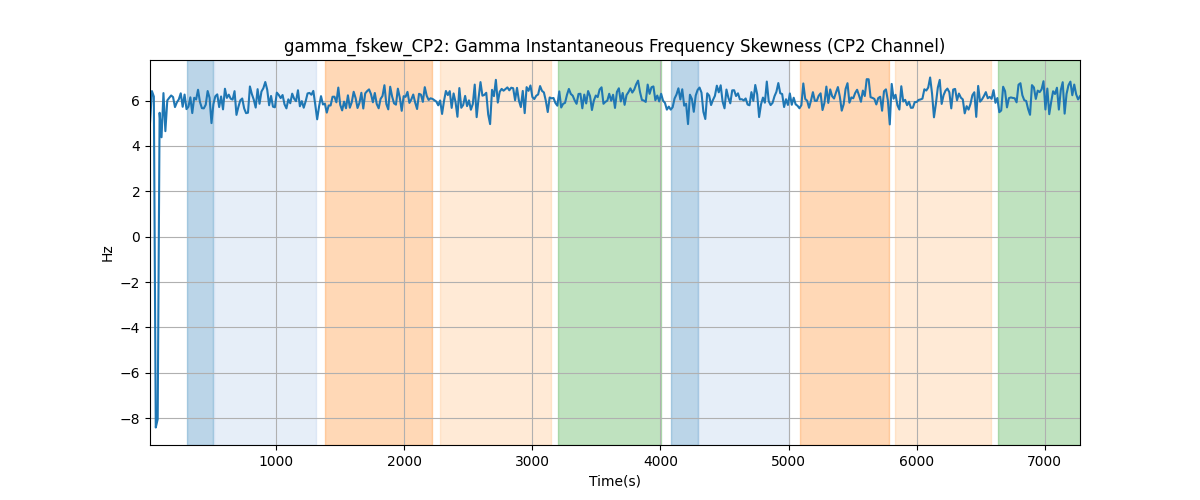 gamma_fskew_CP2: Gamma Instantaneous Frequency Skewness (CP2 Channel)
Hz
6
4
2
0
−2
−4
−6
−8
1000 2000 3000 4000 5000 6000 7000
Time(s)